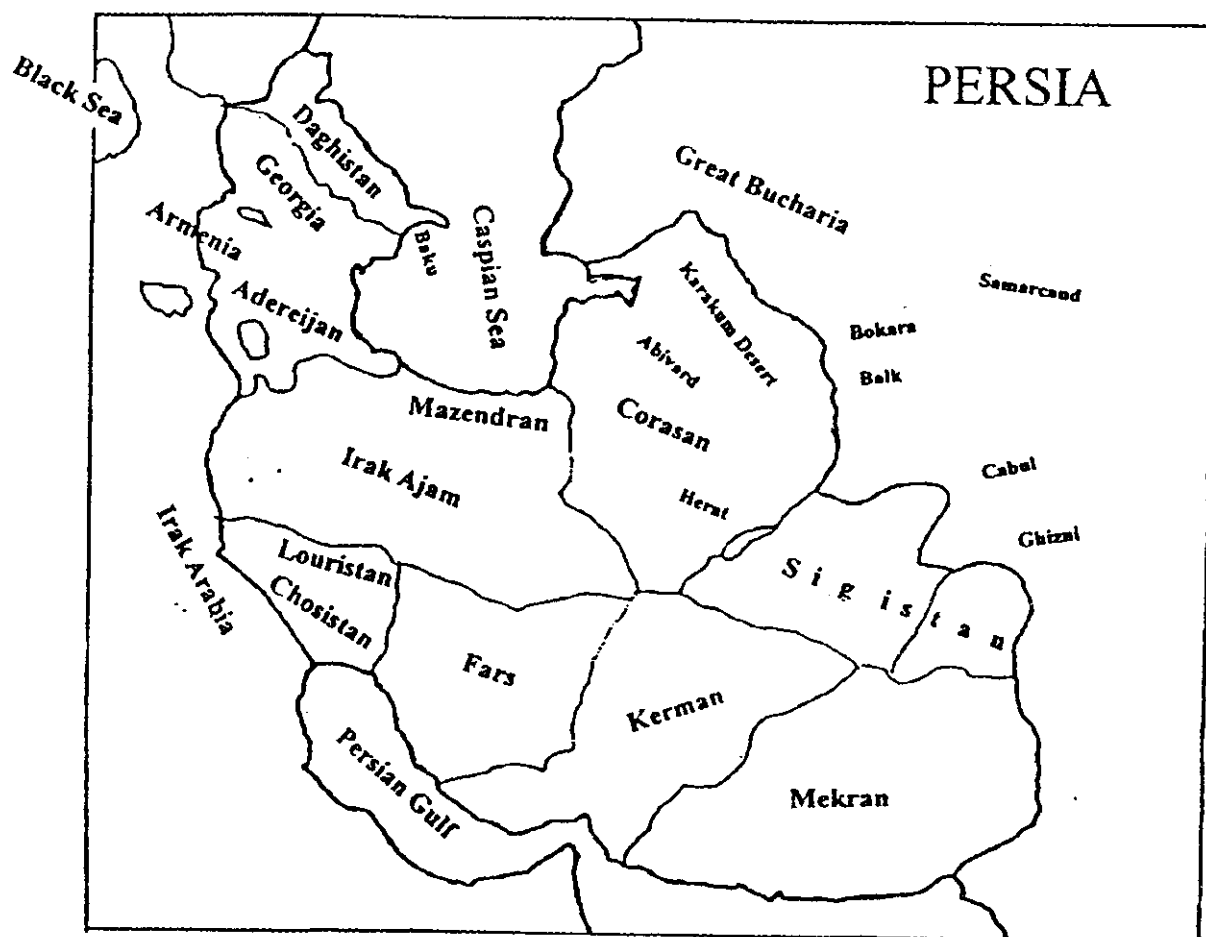 PERSIA
Black Sea
Daghistan
Georgia
Great Bucharia
Armenia
Baku
Caspian Sea
Karakum Desert
Samarcand
Adereijan
Bokara
Abivard
Balk
Mazendran
Corasan
Irak Ajam
Cabul
Herat
Irak Arabia
Ghizni
Louristan
Sigistan
Chosistan
Fars
Kerman
Persian Gulf
Mekran